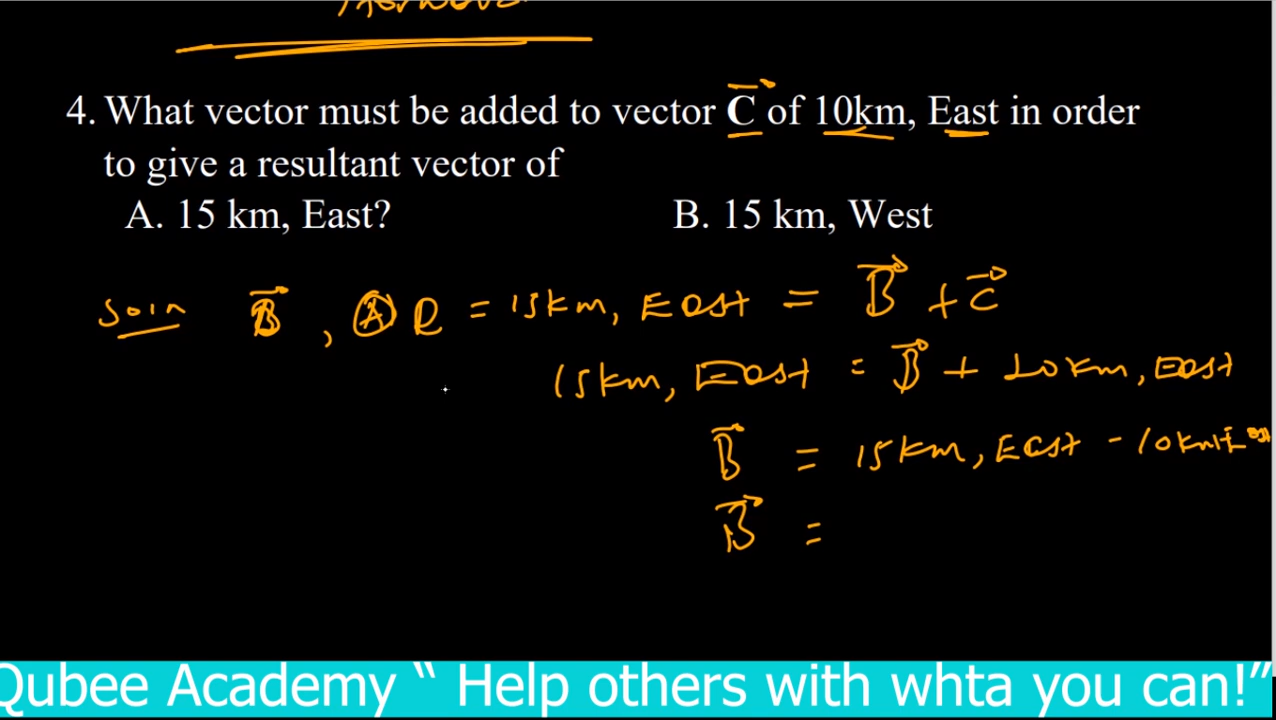 4. What vector must be added to vector C of 10km, East in order
to give a resultant vector of
A. 15 km, East? B. 15 km, West
Soln B, A R = 15km, East = B + C
15km, East = B + 10km, East
B = 15km, East - 10km, East
B =
Qubee Academy “ Help others with whta you can!”